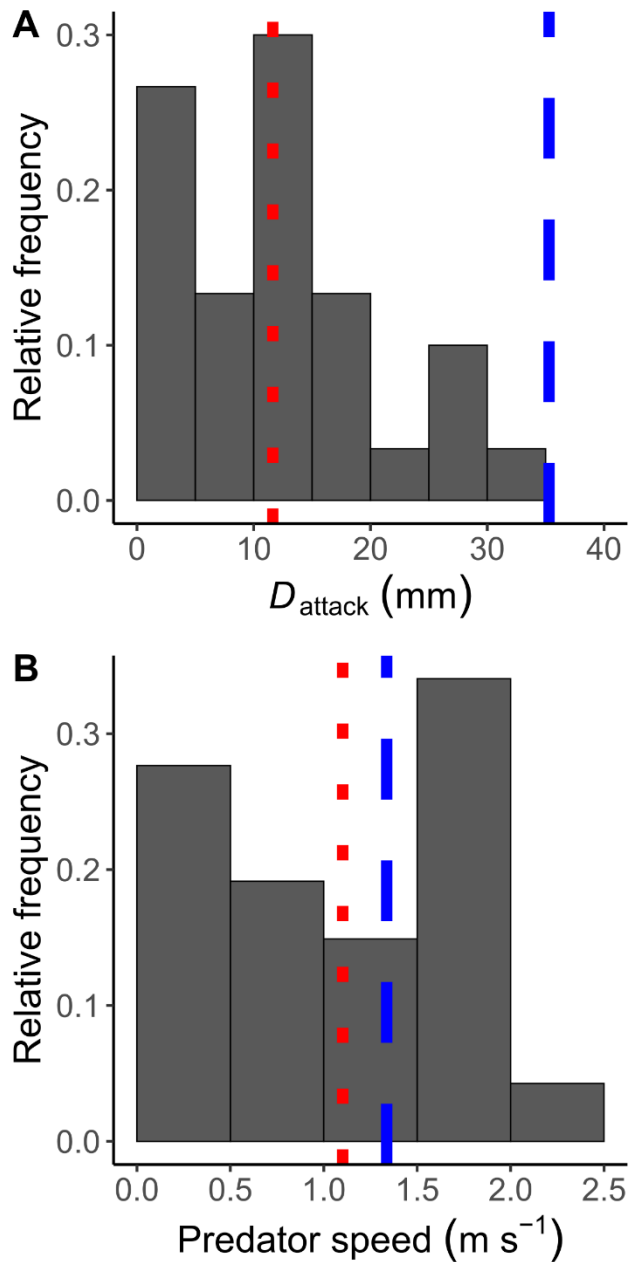 A
Relative frequency
0.3
0.2
0.1
0.0
0 10 20 30 40
D attack (mm)
B
Relative frequency
0.3
0.2
0.1
0.0
0.0 0.5 1.0 1.5 2.0 2.5
Predator speed (m s⁻¹)